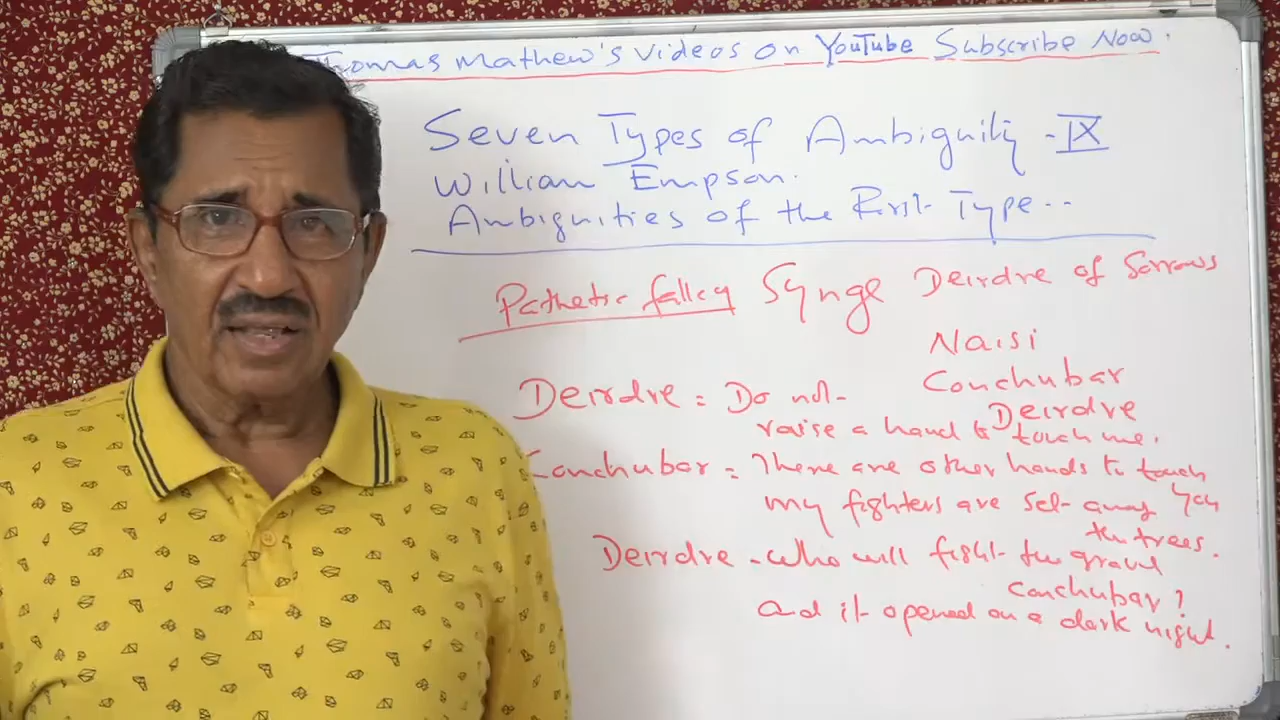 Thomas Mathew's Videos on YouTube Subscribe Now.
Seven Types of Ambiguity - IX
William Empson.
Ambiguities of the First Type..
Pathetic fallcy Synge Deirdre of Sorrows
Naisi
Conchubar
Deirdre
Deirdre = Do not
raise a hand to touch me.
Conchubar = There are other hands to touch you
my fighters are set away
the trees.
Deirdre - who will fight the grave
Conchubar?
and it opened on a dark night.